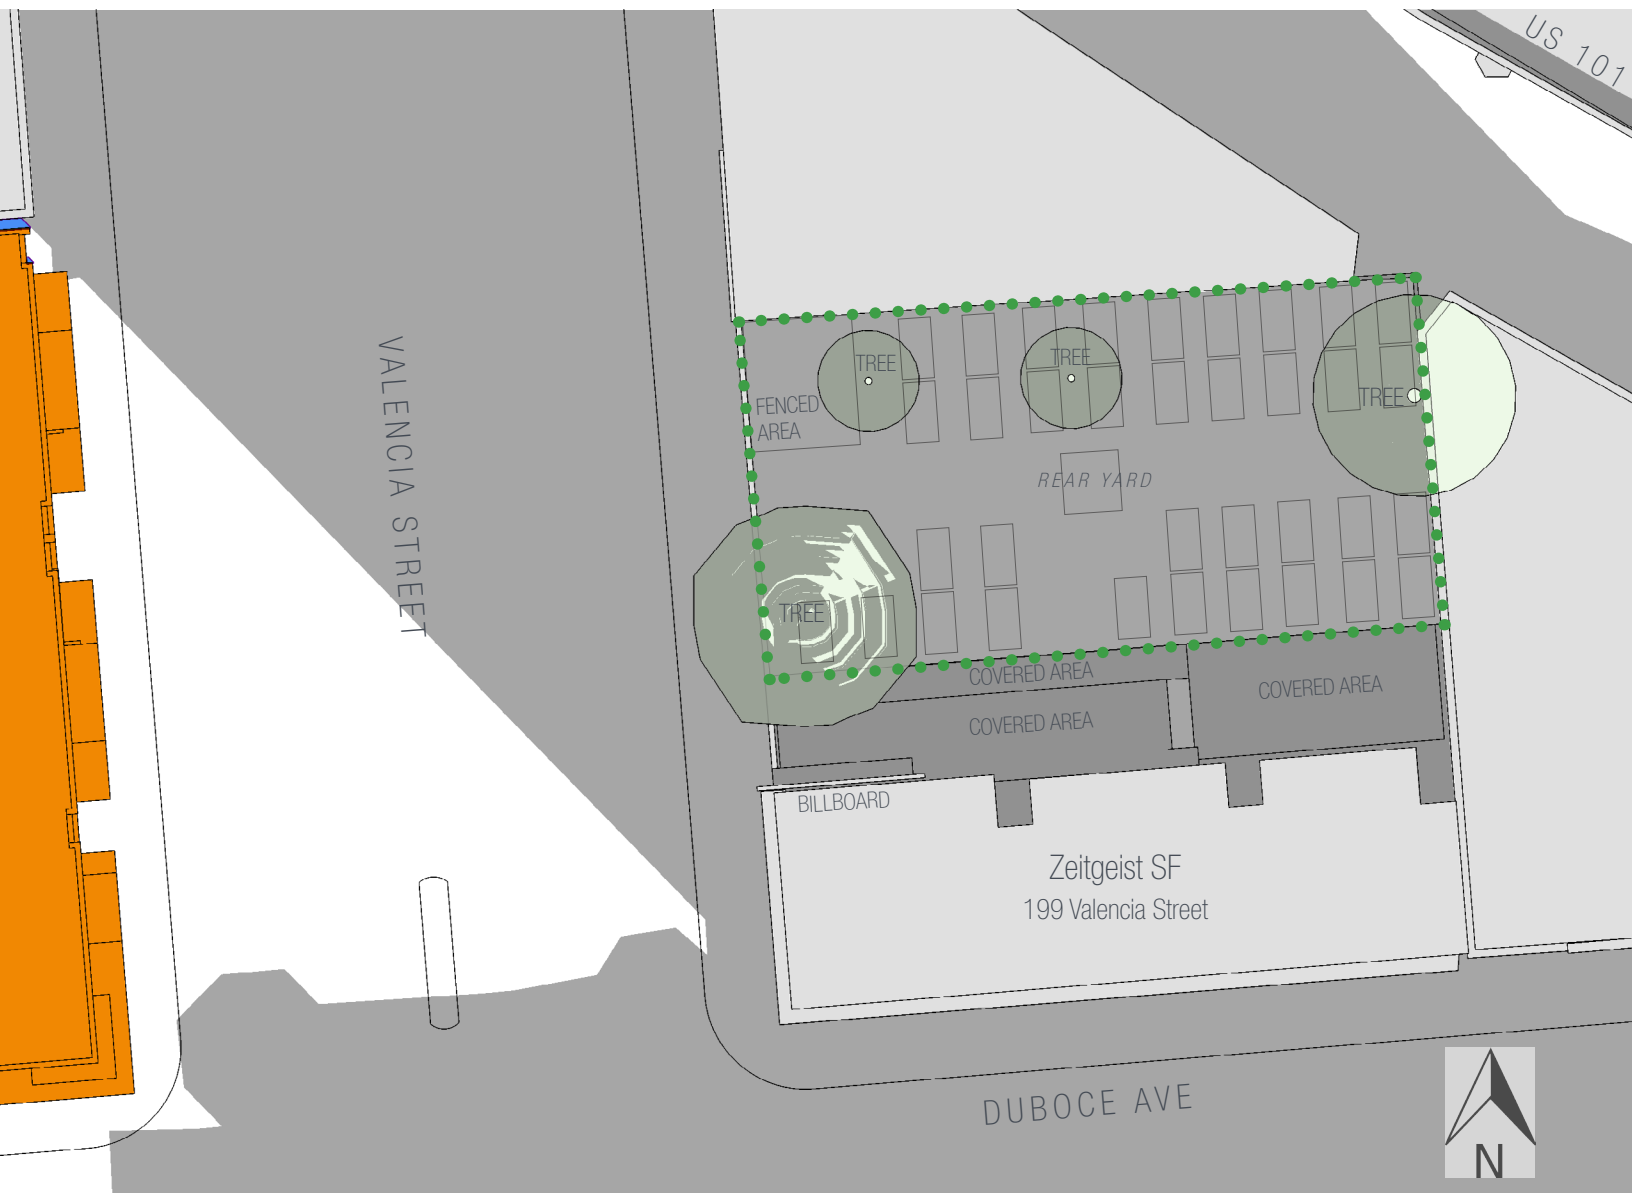 US 101
VALENCIA STREET
TREE
TREE
TREE
FENCED
AREA
REAR YARD
TREE
COVERED AREA
COVERED AREA
COVERED AREA
BILLBOARD
Zeitgeist SF
199 Valencia Street
DUBOCE AVE
N